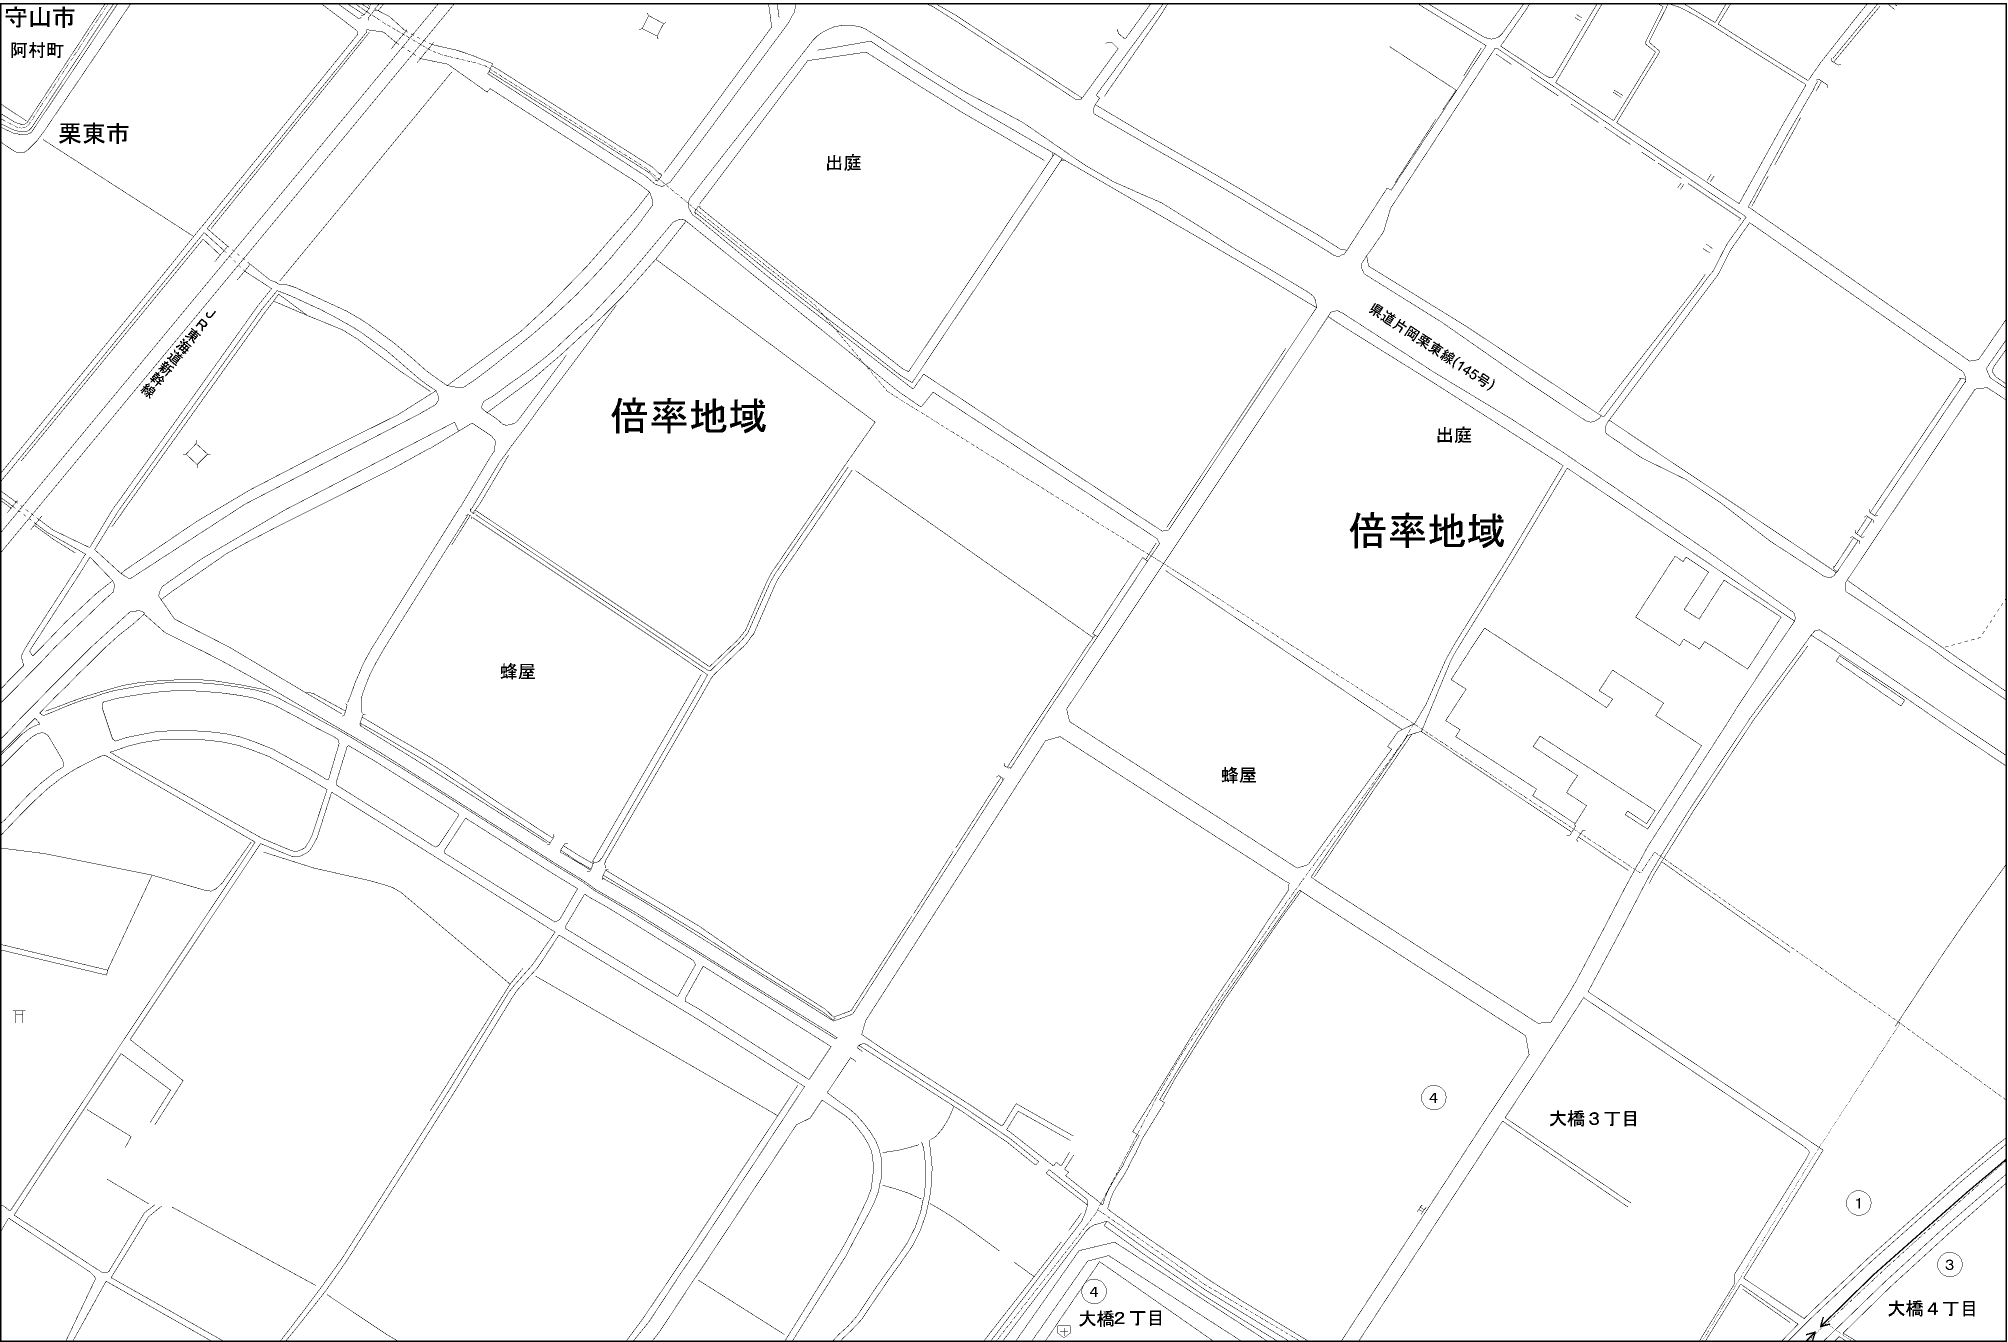 守山市
阿村町
栗東市
出庭
県道片岡栗東線(145号)
JR東海道新幹線
倍率地域
出庭
倍率地域
蜂屋
蜂屋
4
大橋３丁目
1
3
4
大橋２丁目
大橋４丁目